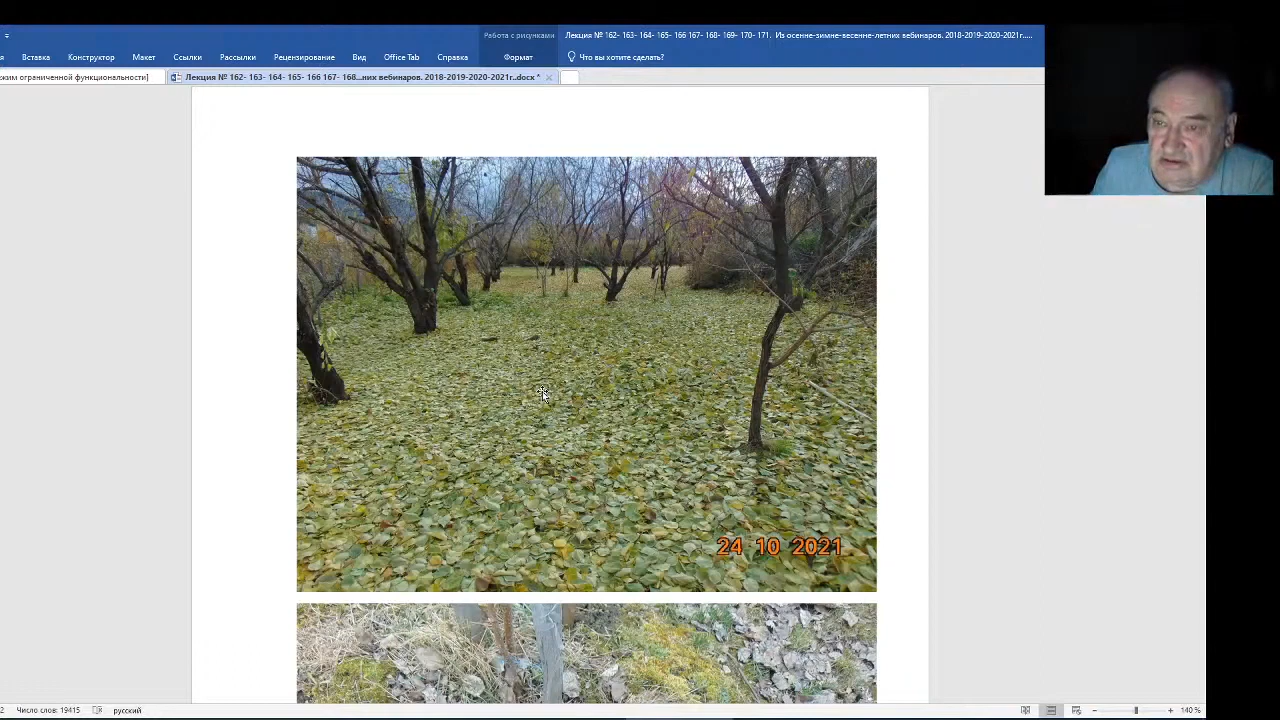 Работа с рисунками
Лекция № 162- 163- 164- 165- 166 167- 168- 169- 170- 171. Из осенне-зимне-весенне-летних вебинаров. 2018-2019-2020-2021г.....
я Вставка Конструктор Макет Ссылки Рассылки Рецензирование Вид Office Tab Справка Формат Что вы хотите сделать?
жим ограниченной функциональности]
Лекция № 162- 163- 164- 165- 166 167- 168...них вебинаров. 2018-2019-2020-2021г..docx *
24 10 2021
2 Число слов: 19415 русский
140 %